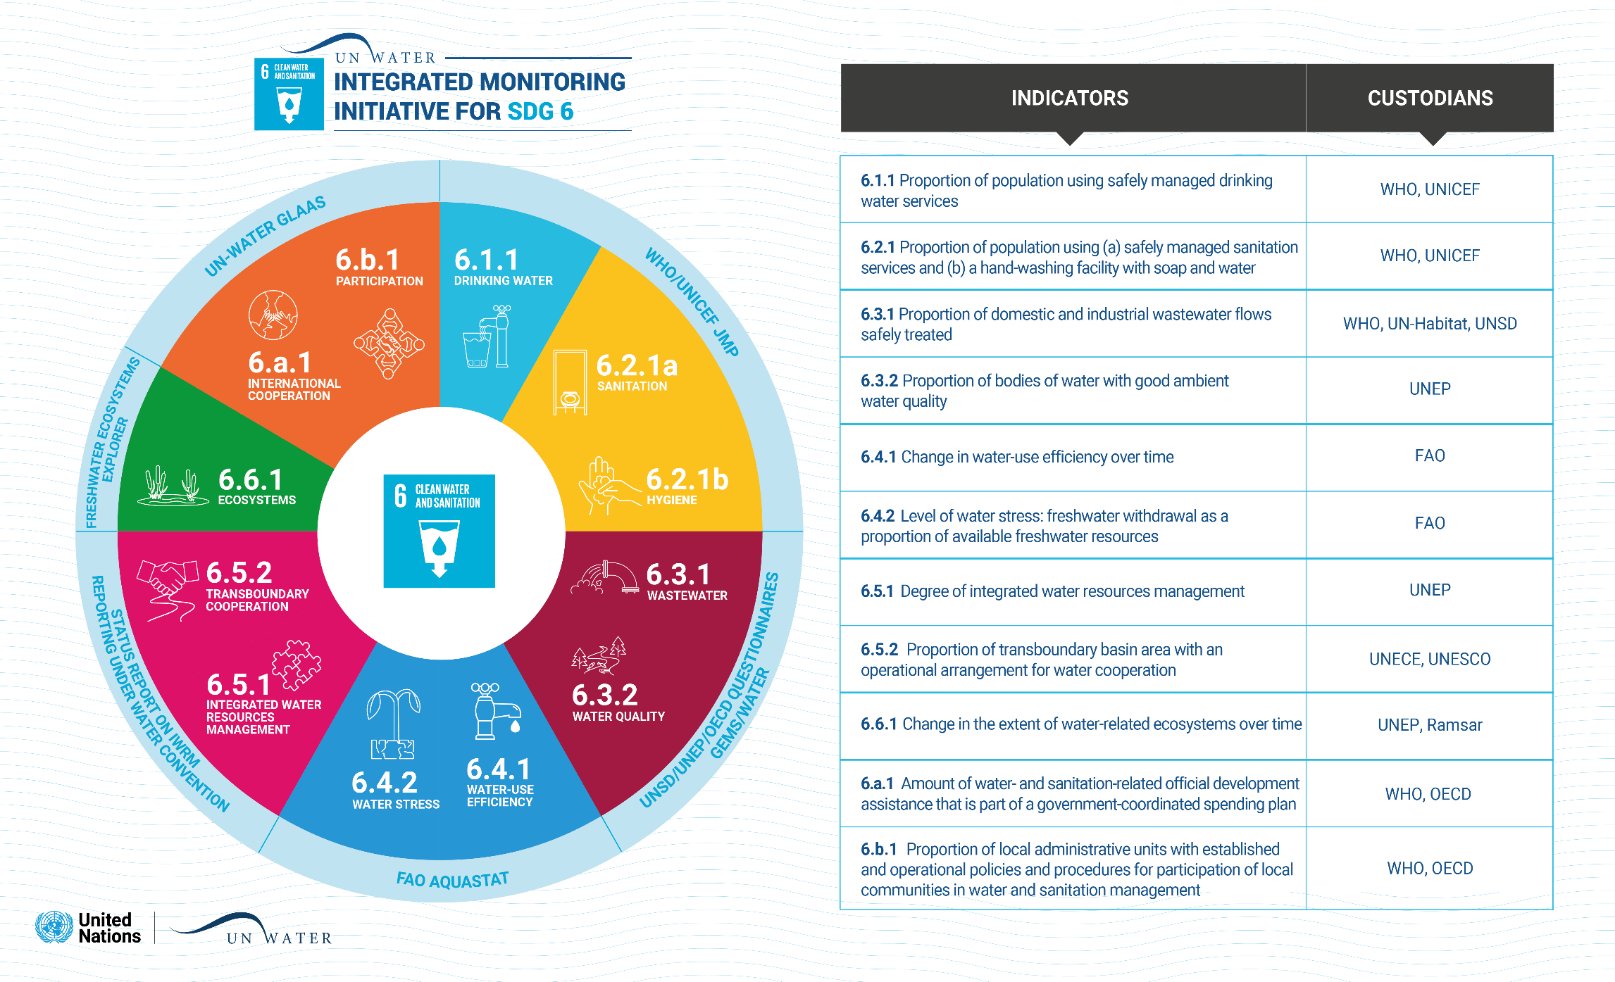 UN WATER
6 CLEAN WATER
AND SANITATION
INTEGRATED MONITORING
INITIATIVE FOR SDG 6
UN-WATER GLAAS
WHO/UNICEF JMP
UNSD/UNEP/OECD QUESTIONNAIRES
GEMS/WATER
FAO AQUASTAT
STATUS REPORT ON IWRM
REPORTING UNDER WATER CONVENTION
FRESHWATER ECOSYSTEMS
EXPLORER
6.b.1
PARTICIPATION
6.a.1
INTERNATIONAL
COOPERATION
6.1.1
DRINKING WATER
6.2.1a
SANITATION
6.2.1b
HYGIENE
6.6.1
ECOSYSTEMS
6 CLEAN WATER
AND SANITATION
6.5.2
TRANSBOUNDARY
COOPERATION
6.5.1
INTEGRATED WATER
RESOURCES
MANAGEMENT
6.3.1
WASTEWATER
6.3.2
WATER QUALITY
6.4.2
WATER STRESS
6.4.1
WATER-USE
EFFICIENCY
United
Nations
UN WATER
INDICATORS
CUSTODIANS
6.1.1 Proportion of population using safely managed drinking
water services
WHO, UNICEF
6.2.1 Proportion of population using (a) safely managed sanitation
services and (b) a hand-washing facility with soap and water
WHO, UNICEF
6.3.1 Proportion of domestic and industrial wastewater flows
safely treated
WHO, UN-Habitat, UNSD
6.3.2 Proportion of bodies of water with good ambient
water quality
UNEP
6.4.1 Change in water-use efficiency over time
FAO
6.4.2 Level of water stress: freshwater withdrawal as a
proportion of available freshwater resources
FAO
6.5.1 Degree of integrated water resources management
UNEP
6.5.2 Proportion of transboundary basin area with an
operational arrangement for water cooperation
UNECE, UNESCO
6.6.1 Change in the extent of water-related ecosystems over time
UNEP, Ramsar
6.a.1 Amount of water- and sanitation-related official development
assistance that is part of a government-coordinated spending plan
WHO, OECD
6.b.1 Proportion of local administrative units with established
and operational policies and procedures for participation of local
communities in water and sanitation management
WHO, OECD